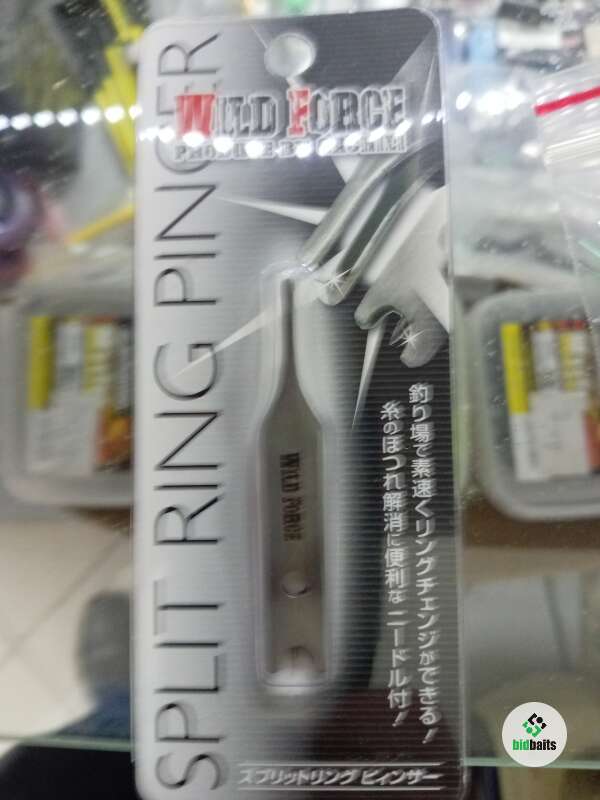 WILD FORCE
SPLIT RING PINCER
釣り場で素速くリングチェンジができる!
糸のほつれ解消に便利なニードル付!
WILD FORCE
スプリットリング ピィンサー
bidbaits